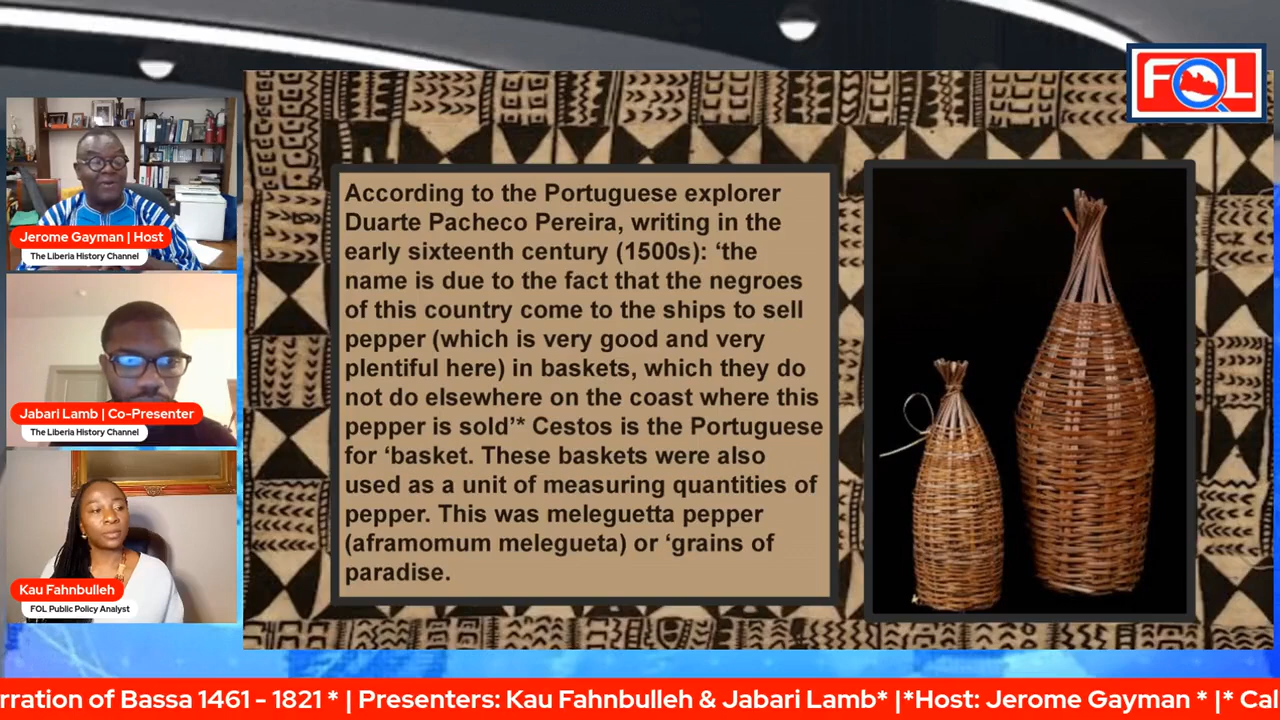 FOL
According to the Portuguese explorer
Duarte Pacheco Pereira, writing in the
early sixteenth century (1500s): ‘the
name is due to the fact that the negroes
of this country come to the ships to sell
pepper (which is very good and very
plentiful here) in baskets, which they do
not do elsewhere on the coast where this
pepper is sold’* Cestos is the Portuguese
for ‘basket. These baskets were also
used as a unit of measuring quantities of
pepper. This was meleguetta pepper
(aframomum melegueta) or ‘grains of
paradise.
Jerome Gayman | Host
The Liberia History Channel
Jabari Lamb | Co-Presenter
The Liberia History Channel
Kau Fahnbulleh
FOL Public Policy Analyst
rration of Bassa 1461 - 1821 * | Presenters: Kau Fahnbulleh & Jabari Lamb* |*Host: Jerome Gayman * |* Cal